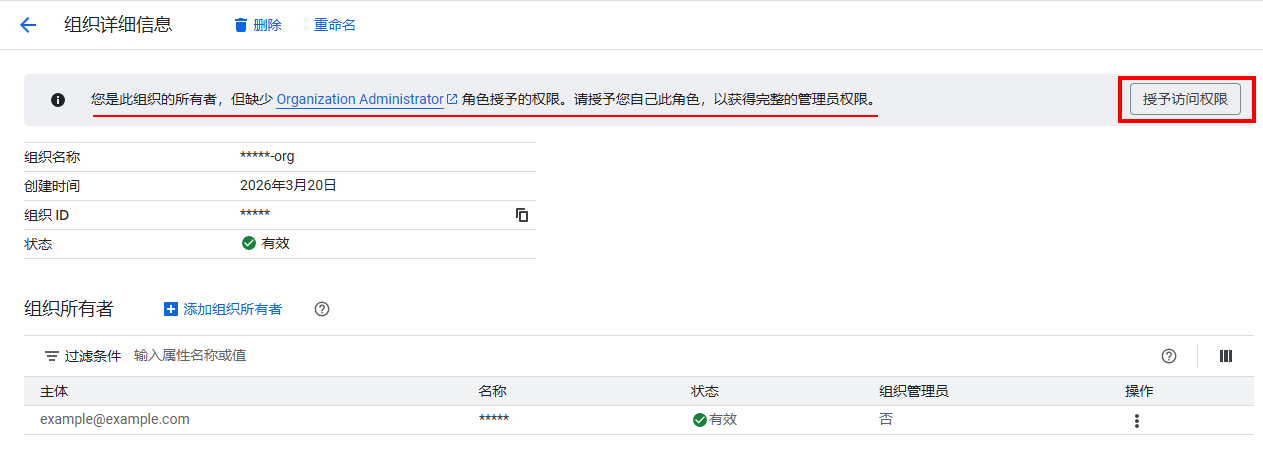 组织详细信息 删除 重命名
您是此组织的所有者，但缺少 Organization Administrator 角色授予的权限。请授予您自己此角色，以获得完整的管理员权限。 授予访问权限
组织名称 *****-org
创建时间 2026年3月20日
组织 ID *****
状态 有效
组织所有者 添加组织所有者
过滤条件 输入属性名称或值
主体 名称 状态 组织管理员 操作
example@example.com ***** 有效 否